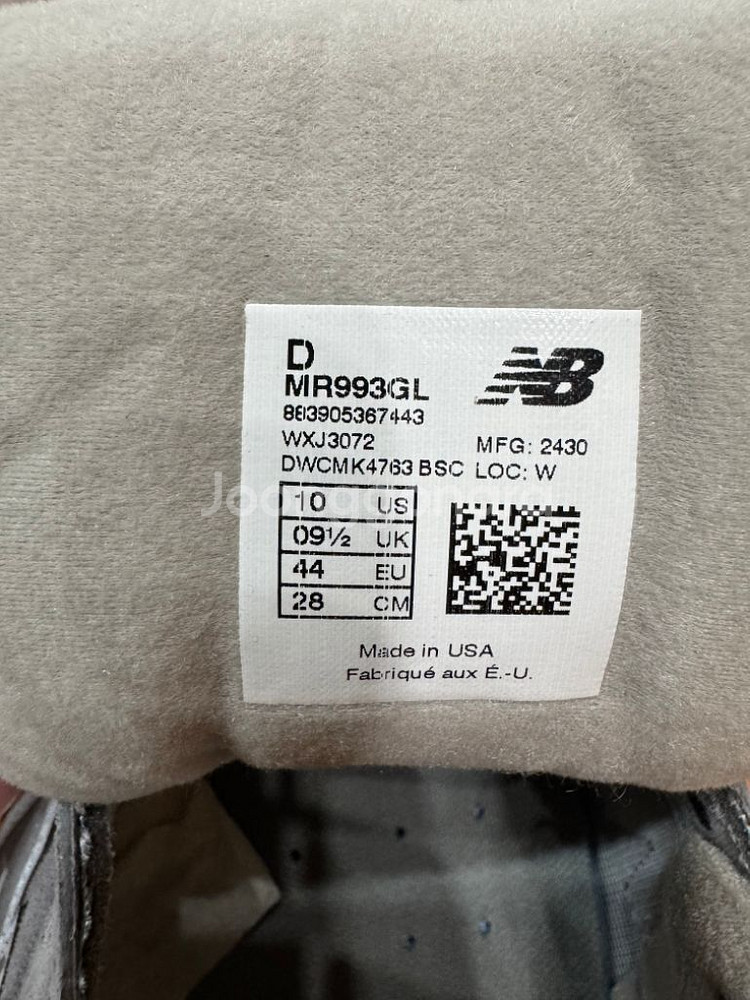 D
MR993GL
NB
883905367443
WXJ3072
MFG: 2430
DWCMK4763 BSC LOC: W
10 US
09½ UK
44 EU
28 CM
Made in USA
Fabriqué aux É.-U.